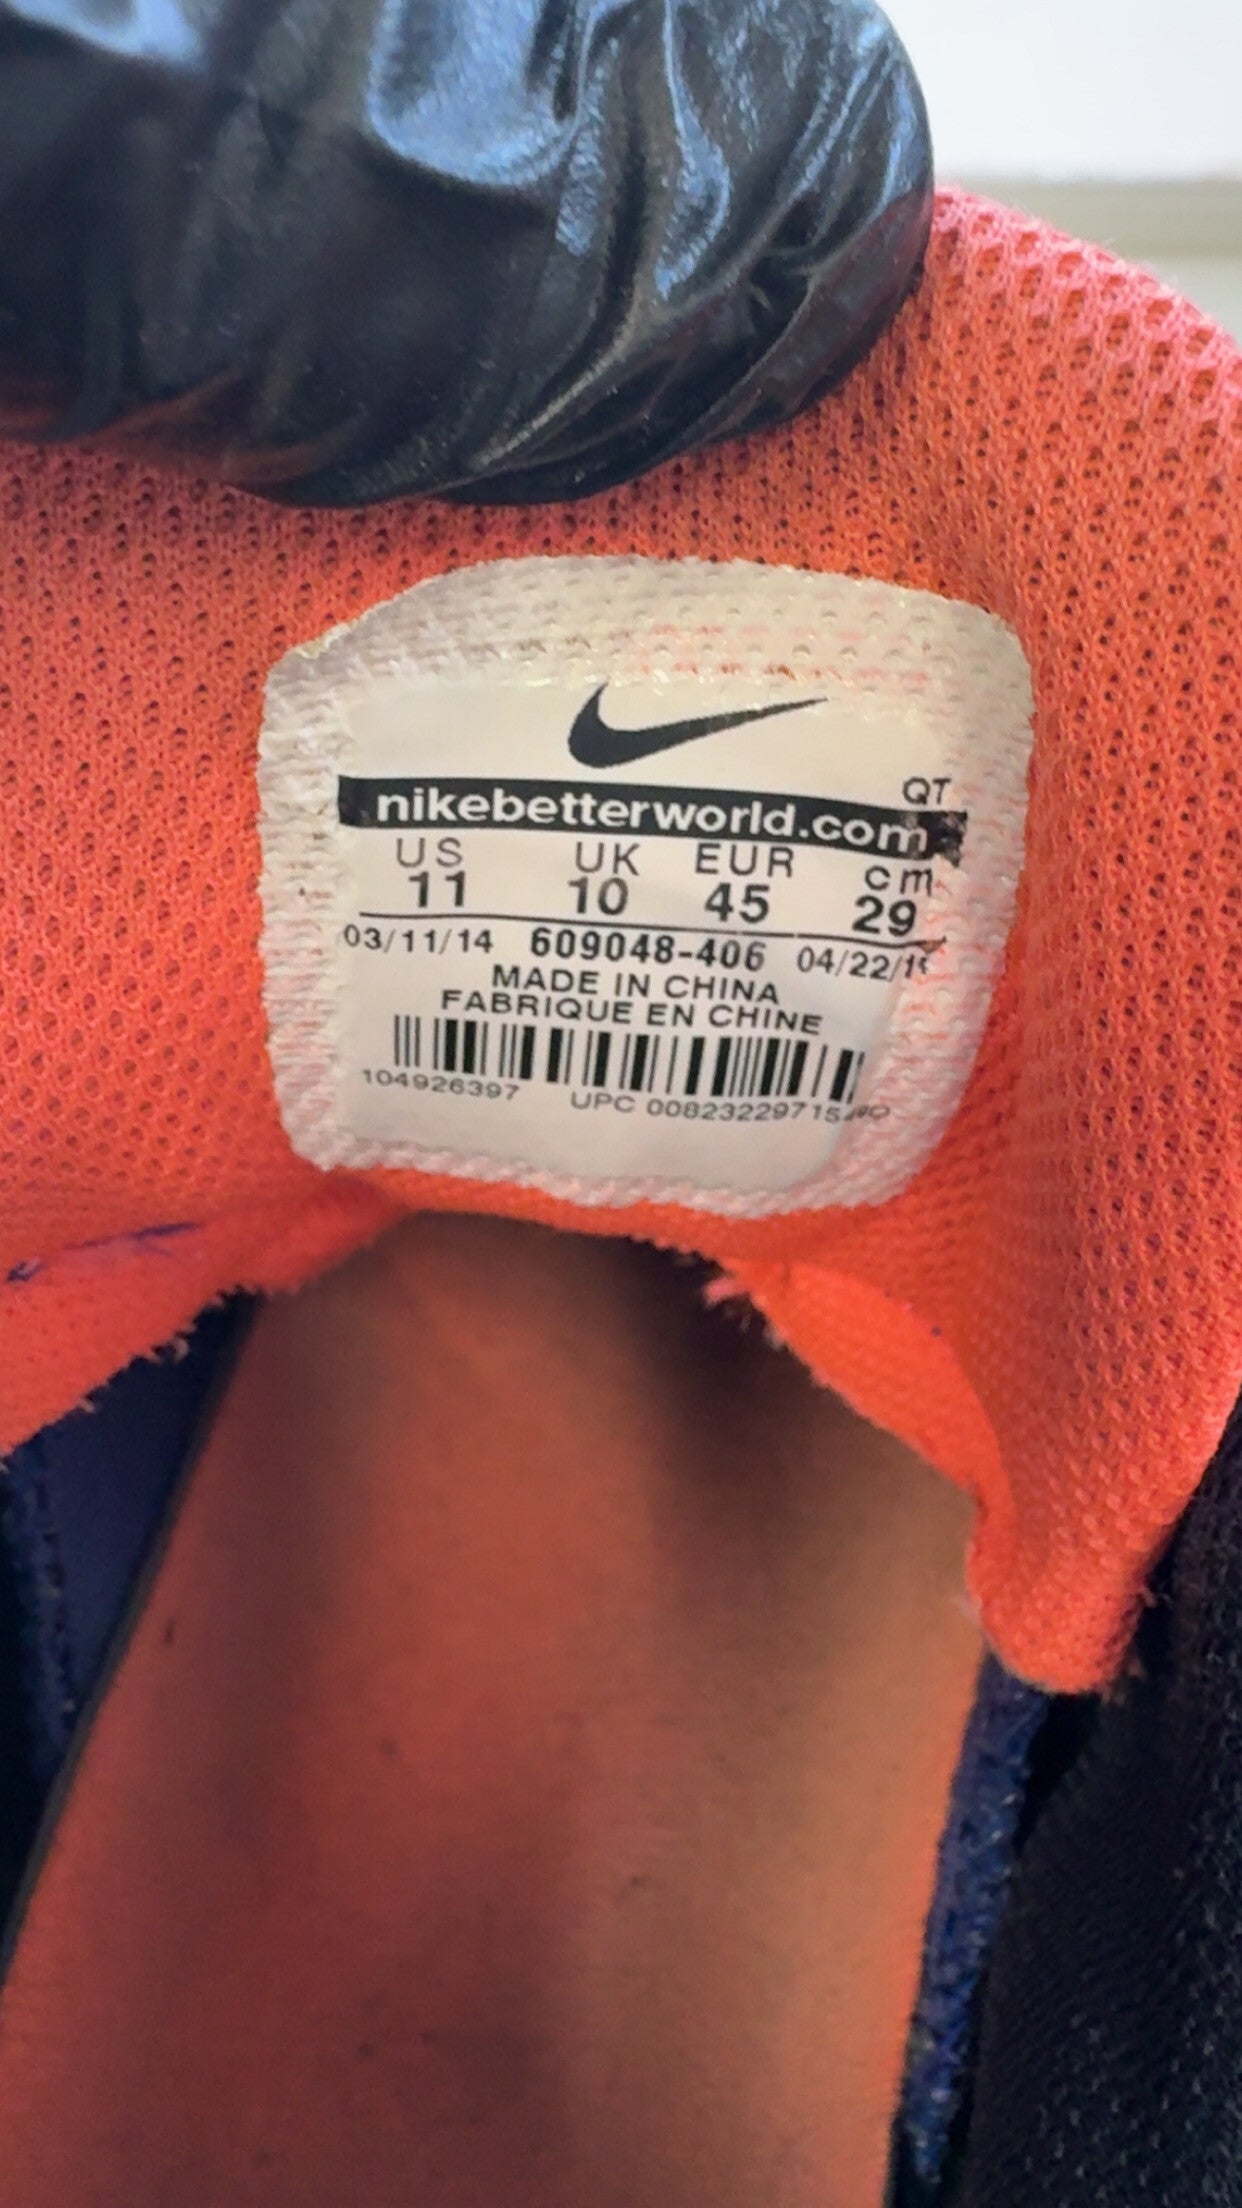 QT
nikebetterworld.com
US UK EUR cm
11 10 45 29
03/11/14 609048-406
MADE IN CHINA
FABRIQUE EN CHINE
104926397 UPC